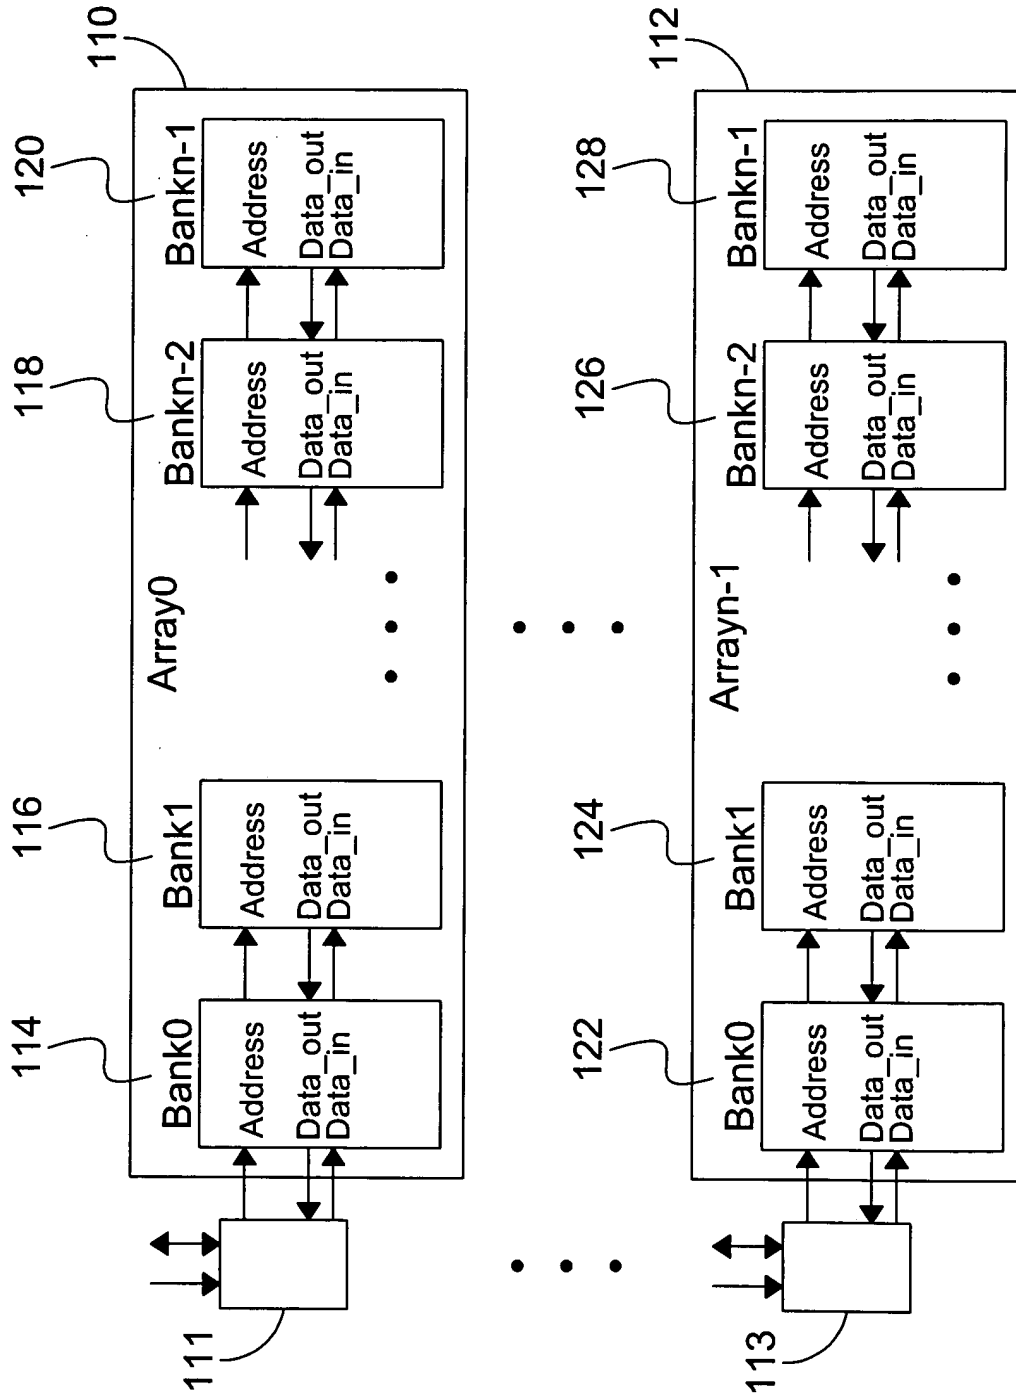 114
116
118
120
110
Array0
Bank0
Bank1
Bankn-2
Bankn-1
111
Address
Data_out
Data_in
Address
Data_out
Data_in
Address
Data_out
Data_in
Address
Data_out
Data_in
122
124
126
128
112
Arrayn-1
Bank0
Bank1
Bankn-2
Bankn-1
113
Address
Data_out
Data_in
Address
Data_out
Data_in
Address
Data_out
Data_in
Address
Data_out
Data_in